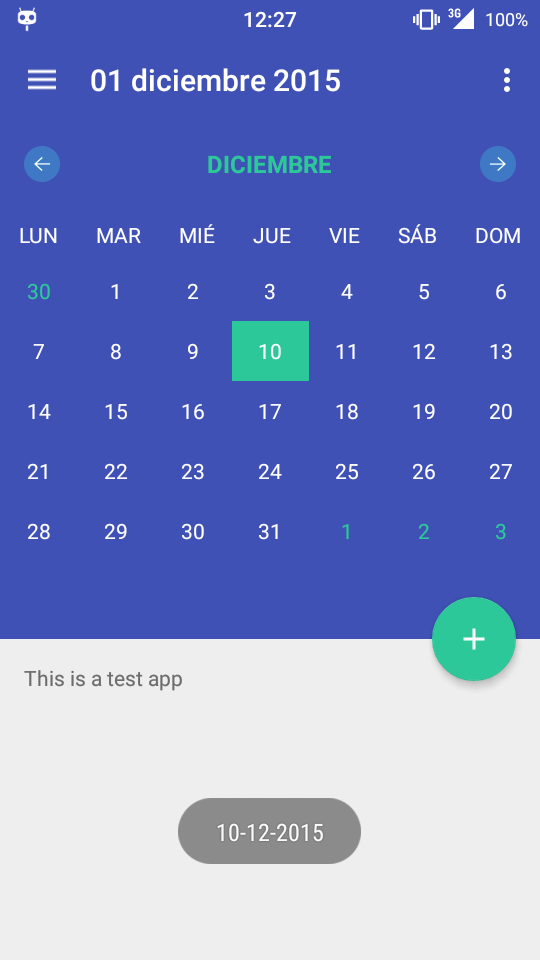 12:27 3G 100%
01 diciembre 2015
DICIEMBRE
LUN MAR MIÉ JUE VIE SÁB DOM
30 1 2 3 4 5 6
7 8 9 10 11 12 13
14 15 16 17 18 19 20
21 22 23 24 25 26 27
28 29 30 31 1 2 3
This is a test app
10-12-2015